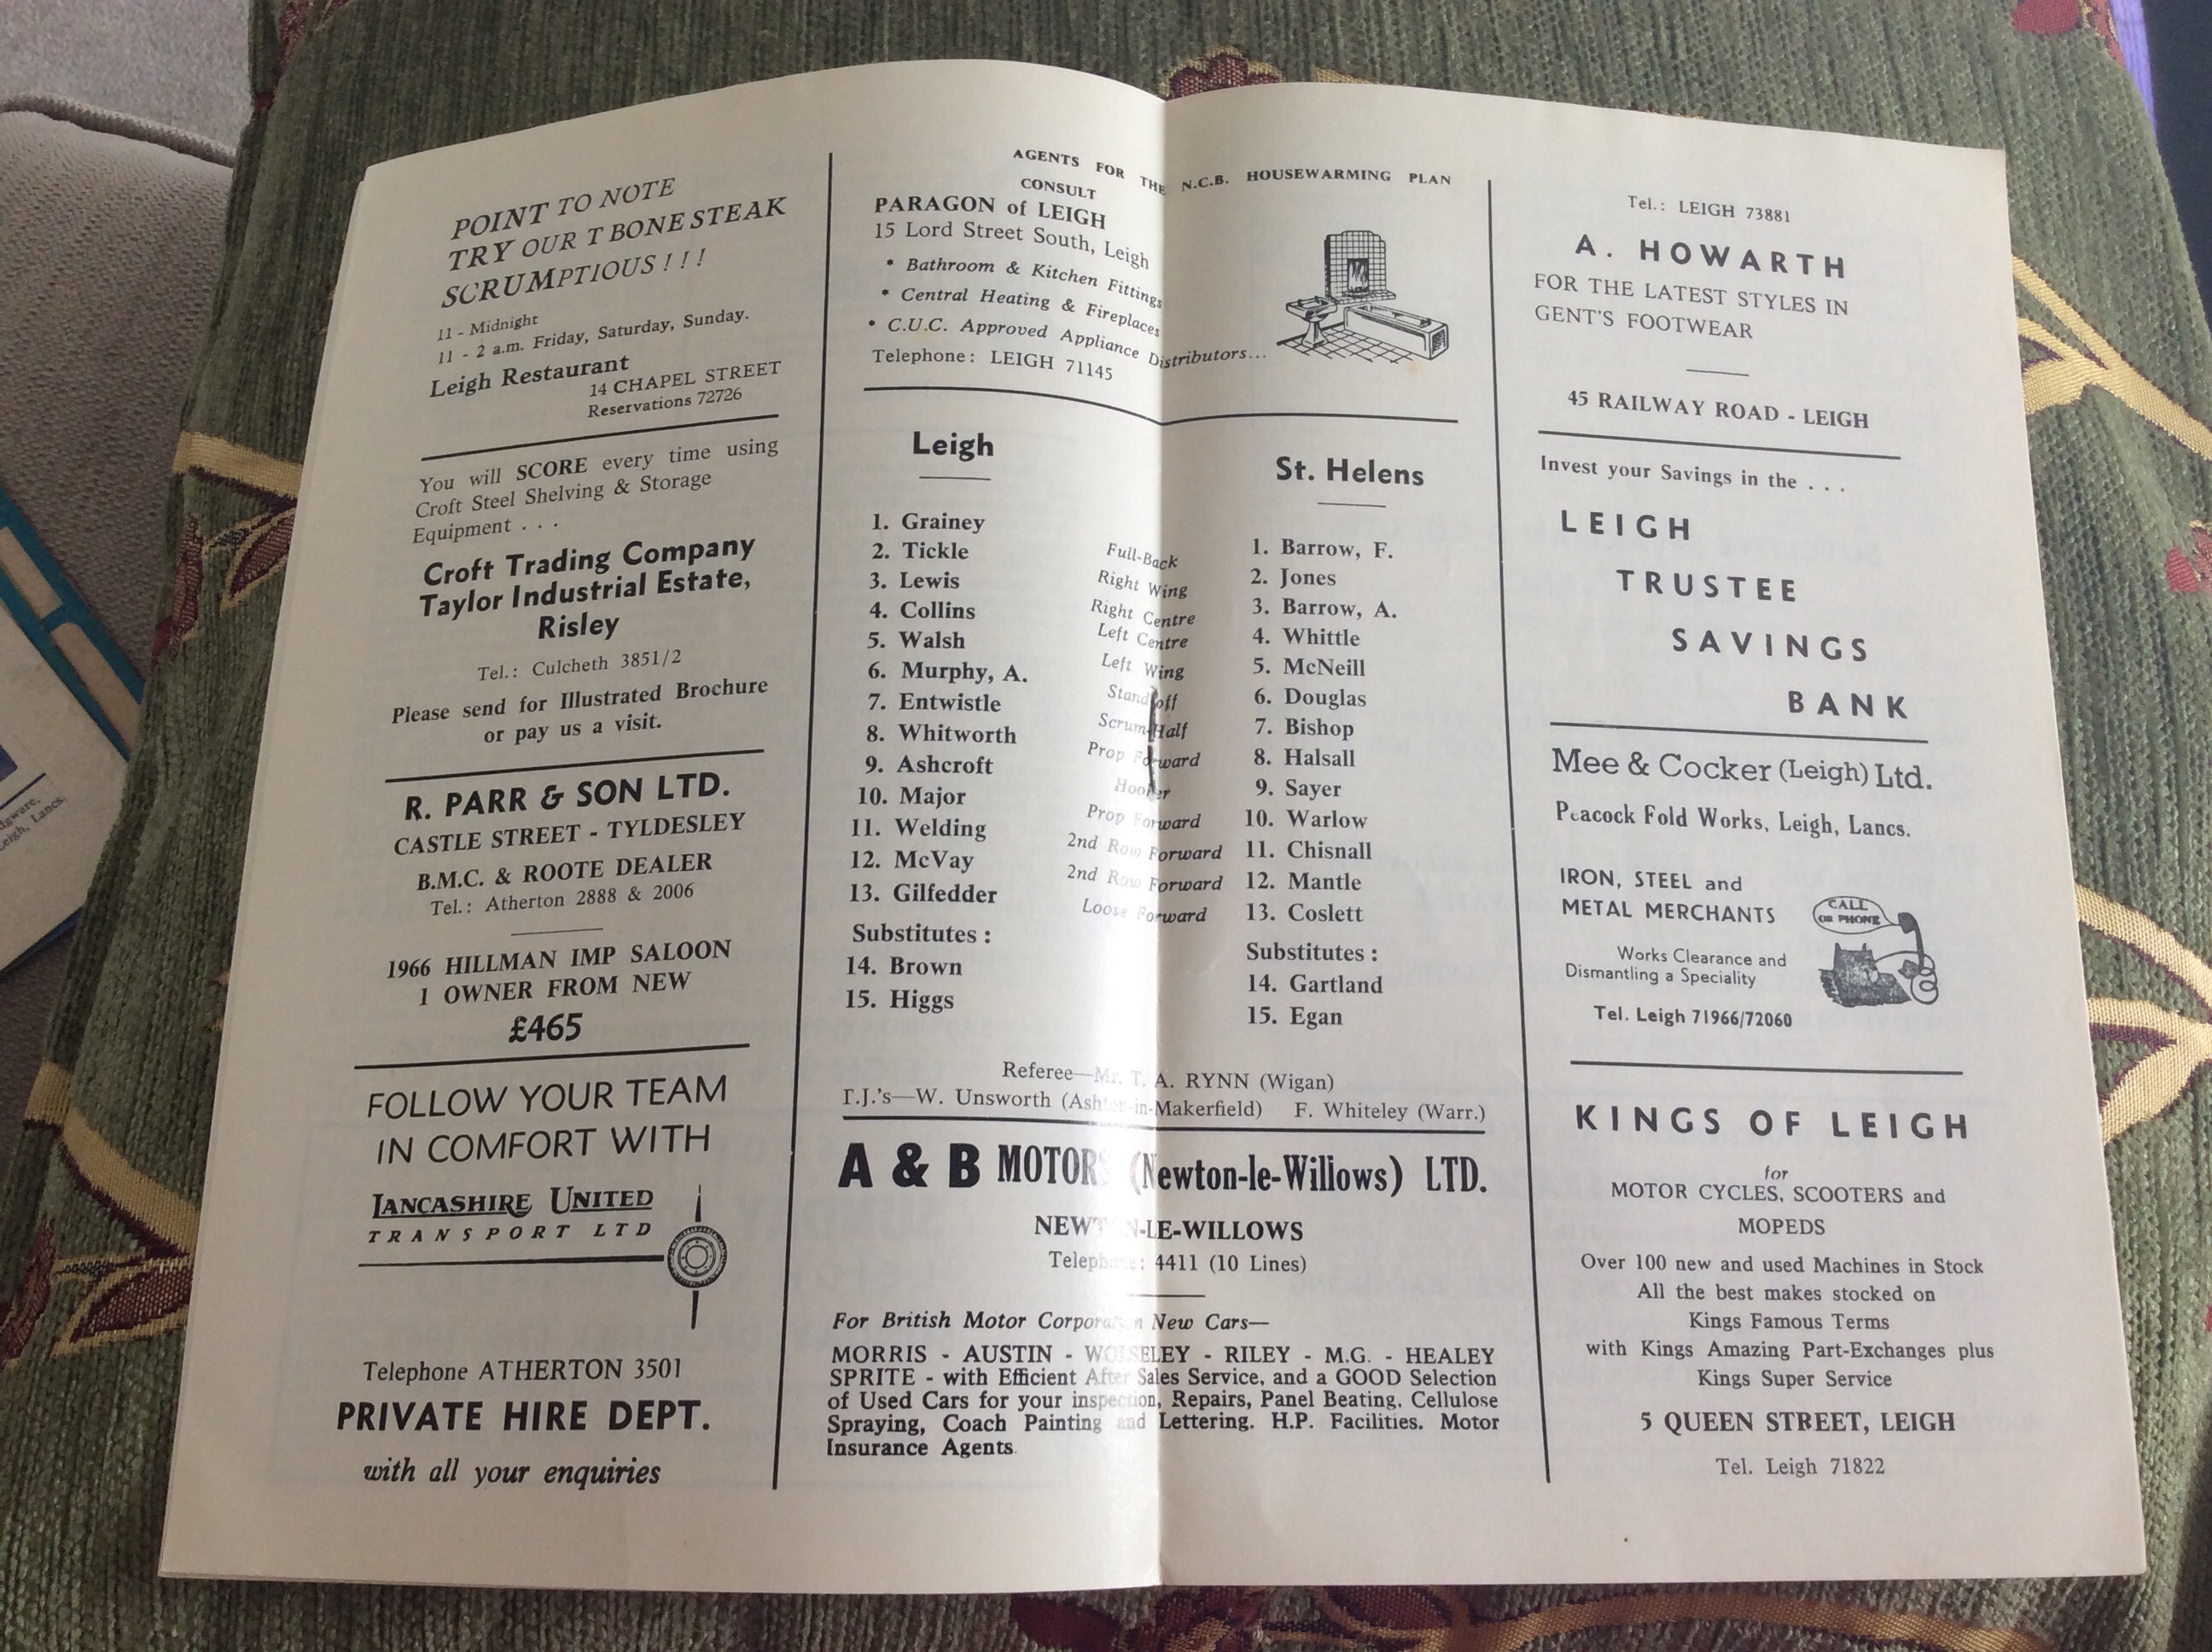 POINT TO NOTE
TRY OUR T BONE STEAK
SCRUMPTIOUS ! ! !
11 - Midnight
11 - 2 a.m. Friday, Saturday, Sunday.
Leigh Restaurant
14 CHAPEL STREET
Reservations 72726
You will SCORE every time using
Croft Steel Shelving & Storage
Equipment . . .
Croft Trading Company
Taylor Industrial Estate,
Risley
Tel.: Culcheth 3851/2
Please send for Illustrated Brochure
or pay us a visit.
R. PARR & SON LTD.
CASTLE STREET - TYLDESLEY
B.M.C. & ROOTE DEALER
Tel.: Atherton 2888 & 2006
1966 HILLMAN IMP SALOON
1 OWNER FROM NEW
£465
FOLLOW YOUR TEAM
IN COMFORT WITH
LANCASHIRE UNITED
TRANSPORT LTD
Telephone ATHERTON 3501
PRIVATE HIRE DEPT.
with all your enquiries
AGENTS FOR THE N.C.B. HOUSEWARMING PLAN
CONSULT
PARAGON of LEIGH
15 Lord Street South, Leigh
* Bathroom & Kitchen Fittings
* Central Heating & Fireplaces
* C.U.C. Approved Appliance Distributors...
Telephone: LEIGH 71145
Leigh
1. Grainey
2. Tickle
3. Lewis
4. Collins
5. Walsh
6. Murphy, A.
7. Entwistle
8. Whitworth
9. Ashcroft
10. Major
11. Welding
12. McVay
13. Gilfedder
Substitutes :
14. Brown
15. Higgs
Full-Back
Right Wing
Right Centre
Left Centre
Left Wing
Stand off
Scrum-Half
Prop Forward
Hooker
Prop Forward
2nd Row Forward
2nd Row Forward
Loose Forward
St. Helens
1. Barrow, F.
2. Jones
3. Barrow, A.
4. Whittle
5. McNeill
6. Douglas
7. Bishop
8. Halsall
9. Sayer
10. Warlow
11. Chisnall
12. Mantle
13. Coslett
Substitutes :
14. Gartland
15. Egan
Referee—Mr. T. A. RYNN (Wigan)
T.J.'s—W. Unsworth (Ashton-in-Makerfield) F. Whiteley (Warr.)
A & B MOTORS (Newton-le-Willows) LTD.
NEWTON-LE-WILLOWS
Telephone: 4411 (10 Lines)
For British Motor Corporation New Cars—
MORRIS - AUSTIN - WOLSELEY - RILEY - M.G. - HEALEY
SPRITE - with Efficient After Sales Service, and a GOOD Selection
of Used Cars for your inspection, Repairs, Panel Beating, Cellulose
Spraying, Coach Painting and Lettering. H.P. Facilities. Motor
Insurance Agents.
Tel.: LEIGH 73881
A. HOWARTH
FOR THE LATEST STYLES IN
GENT'S FOOTWEAR
45 RAILWAY ROAD - LEIGH
Invest your Savings in the . . .
LEIGH
TRUSTEE
SAVINGS
BANK
Mee & Cocker (Leigh) Ltd.
Peacock Fold Works, Leigh, Lancs.
IRON, STEEL and
METAL MERCHANTS
CALL
OR PHONE
Works Clearance and
Dismantling a Speciality
Tel. Leigh 71966/72060
KINGS OF LEIGH
for
MOTOR CYCLES, SCOOTERS and
MOPEDS
Over 100 new and used Machines in Stock
All the best makes stocked on
Kings Famous Terms
with Kings Amazing Part-Exchanges plus
Kings Super Service
5 QUEEN STREET, LEIGH
Tel. Leigh 71822
Leigh, Lancs.